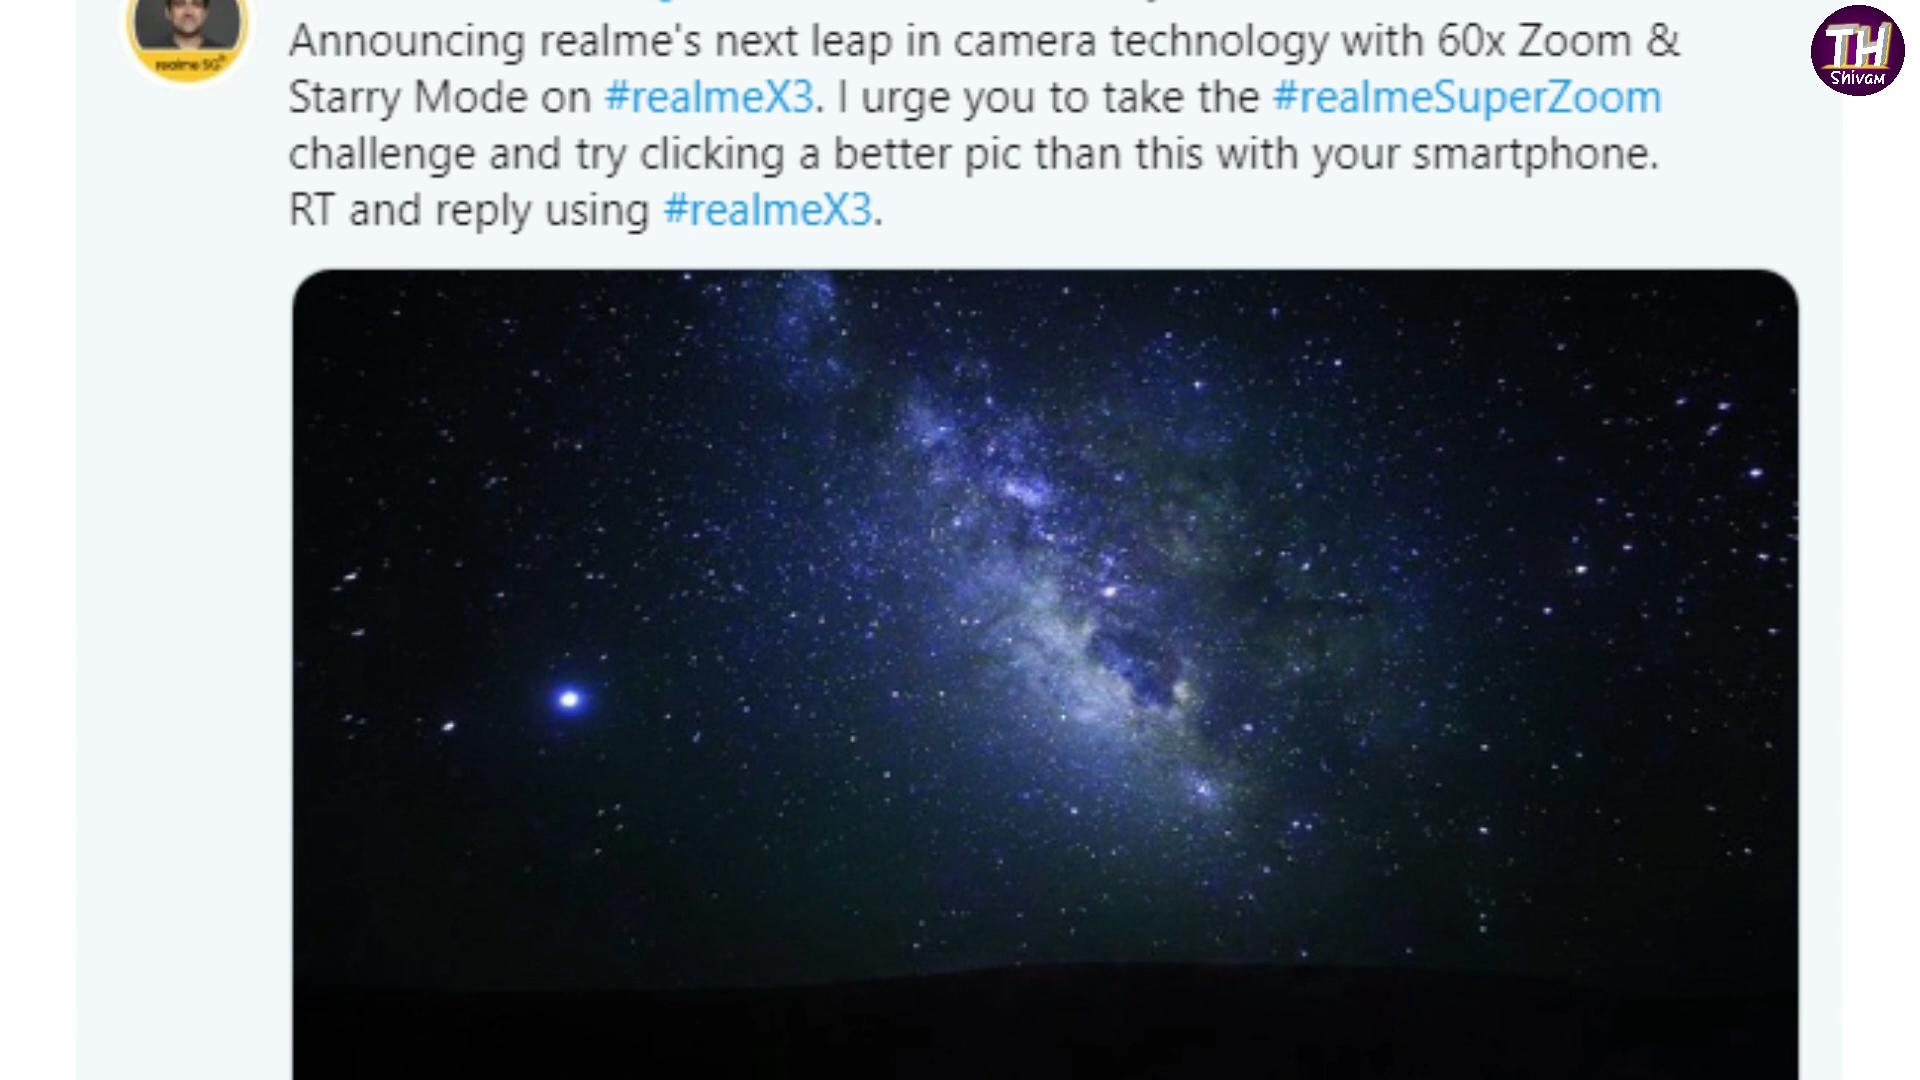 realme 5G
Announcing realme's next leap in camera technology with 60x Zoom &
Starry Mode on #realmeX3. I urge you to take the #realmeSuperZoom
challenge and try clicking a better pic than this with your smartphone.
RT and reply using #realmeX3.
TH
Shivam